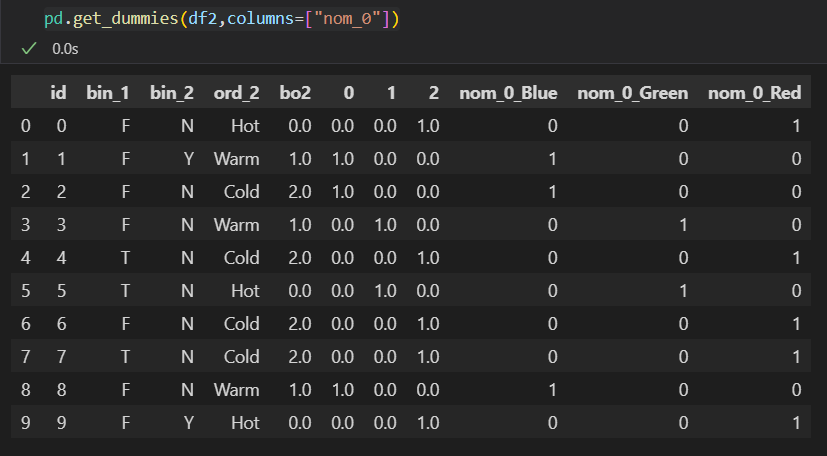 pd.get_dummies(df2,columns=["nom_0"])
✓ 0.0s
id bin_1 bin_2 ord_2 bo2 0 1 2 nom_0_Blue nom_0_Green nom_0_Red
0 0 F N Hot 0.0 0.0 0.0 1.0 0 0 1
1 1 F Y Warm 1.0 1.0 0.0 0.0 1 0 0
2 2 F N Cold 2.0 1.0 0.0 0.0 1 0 0
3 3 F N Warm 1.0 0.0 1.0 0.0 0 1 0
4 4 T N Cold 2.0 0.0 0.0 1.0 0 0 1
5 5 T N Hot 0.0 0.0 1.0 0.0 0 1 0
6 6 F N Cold 2.0 0.0 0.0 1.0 0 0 1
7 7 T N Cold 2.0 0.0 0.0 1.0 0 0 1
8 8 F N Warm 1.0 1.0 0.0 0.0 1 0 0
9 9 F Y Hot 0.0 0.0 0.0 1.0 0 0 1